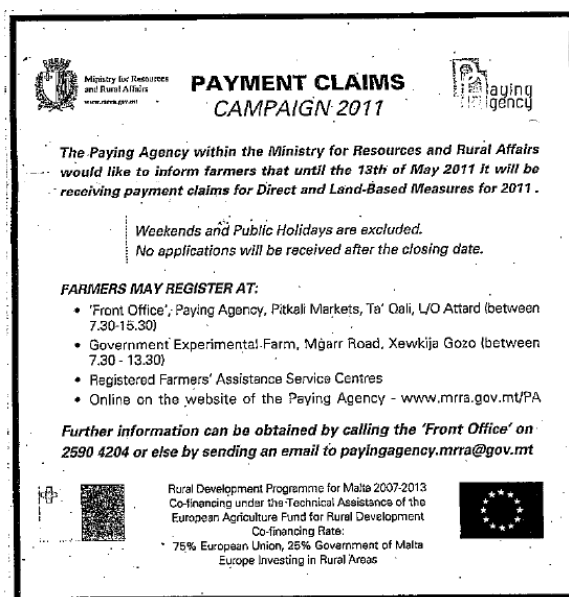 Ministry for Resources
and Rural Affairs
www.mrra.gov.mt
PAYMENT CLAIMS
CAMPAIGN 2011
Paying
Agency
The Paying Agency within the Ministry for Resources and Rural Affairs
would like to inform farmers that until the 13th of May 2011 it will be
receiving payment claims for Direct and Land-Based Measures for 2011.
Weekends and Public Holidays are excluded.
No applications will be received after the closing date.
FARMERS MAY REGISTER AT:
• 'Front Office', Paying Agency, Pitkali Markets, Ta' Qali, L/O Attard (between
7.30-15.30)
• Government Experimental Farm, Mġarr Road, Xewkija Gozo (between
7.30 - 13.30)
• Registered Farmers' Assistance Service Centres
• Online on the website of the Paying Agency - www.mrra.gov.mt/PA
Further information can be obtained by calling the 'Front Office' on
2590 4204 or else by sending an email to payingagency.mrra@gov.mt
Rural Development Programme for Malta 2007-2013
Co-financing under the Technical Assistance of the
European Agriculture Fund for Rural Development
Co-financing Rate:
75% European Union, 25% Government of Malta
Europe Investing in Rural Areas